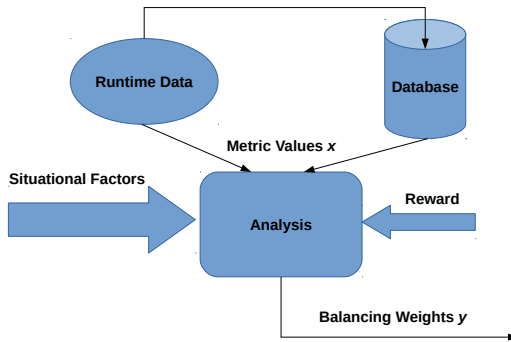 Runtime Data
Database
Metric Values x
Situational Factors
Reward
Analysis
Balancing Weights y